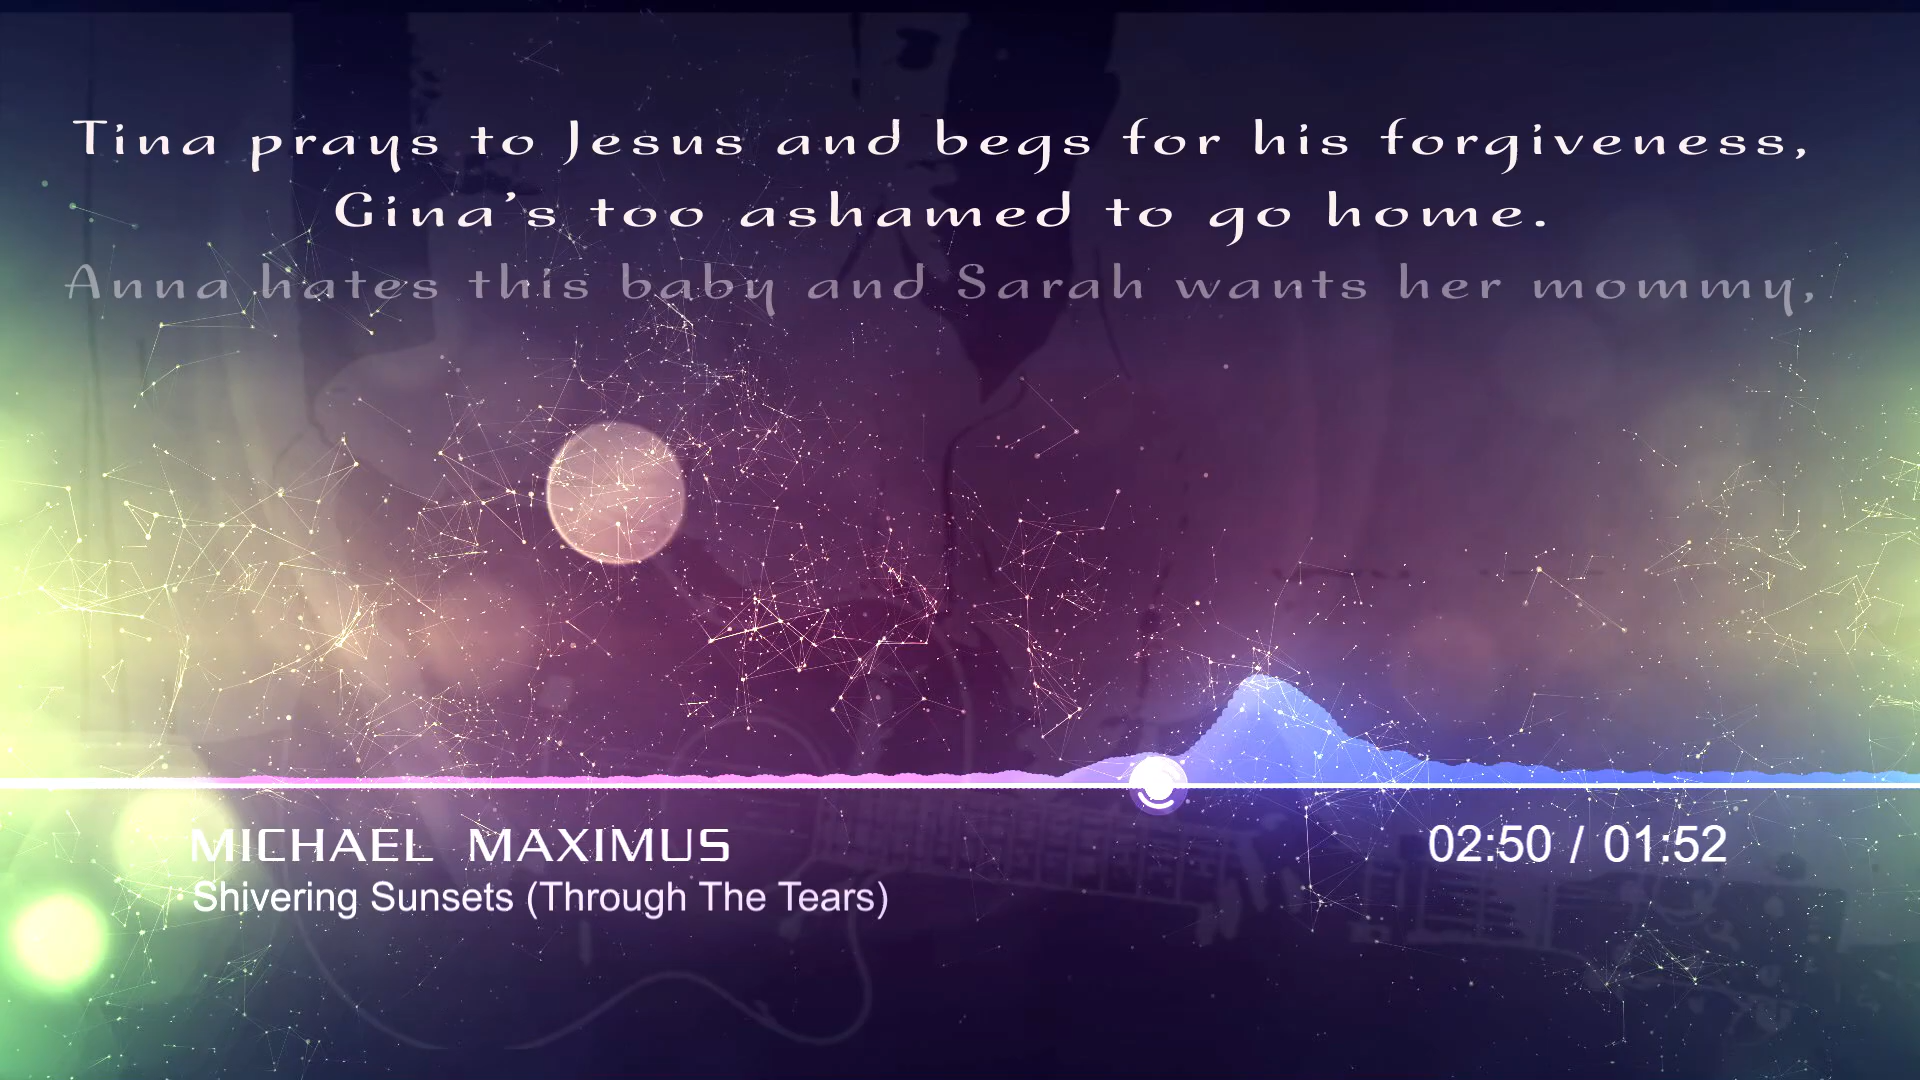 Tina prays to Jesus and begs for his forgiveness,
Gina's too ashamed to go home.
Anna hates this baby and Sarah wants her mommy,
MICHAEL MAXIMUS
02:50 / 01:52
Shivering Sunsets (Through The Tears)